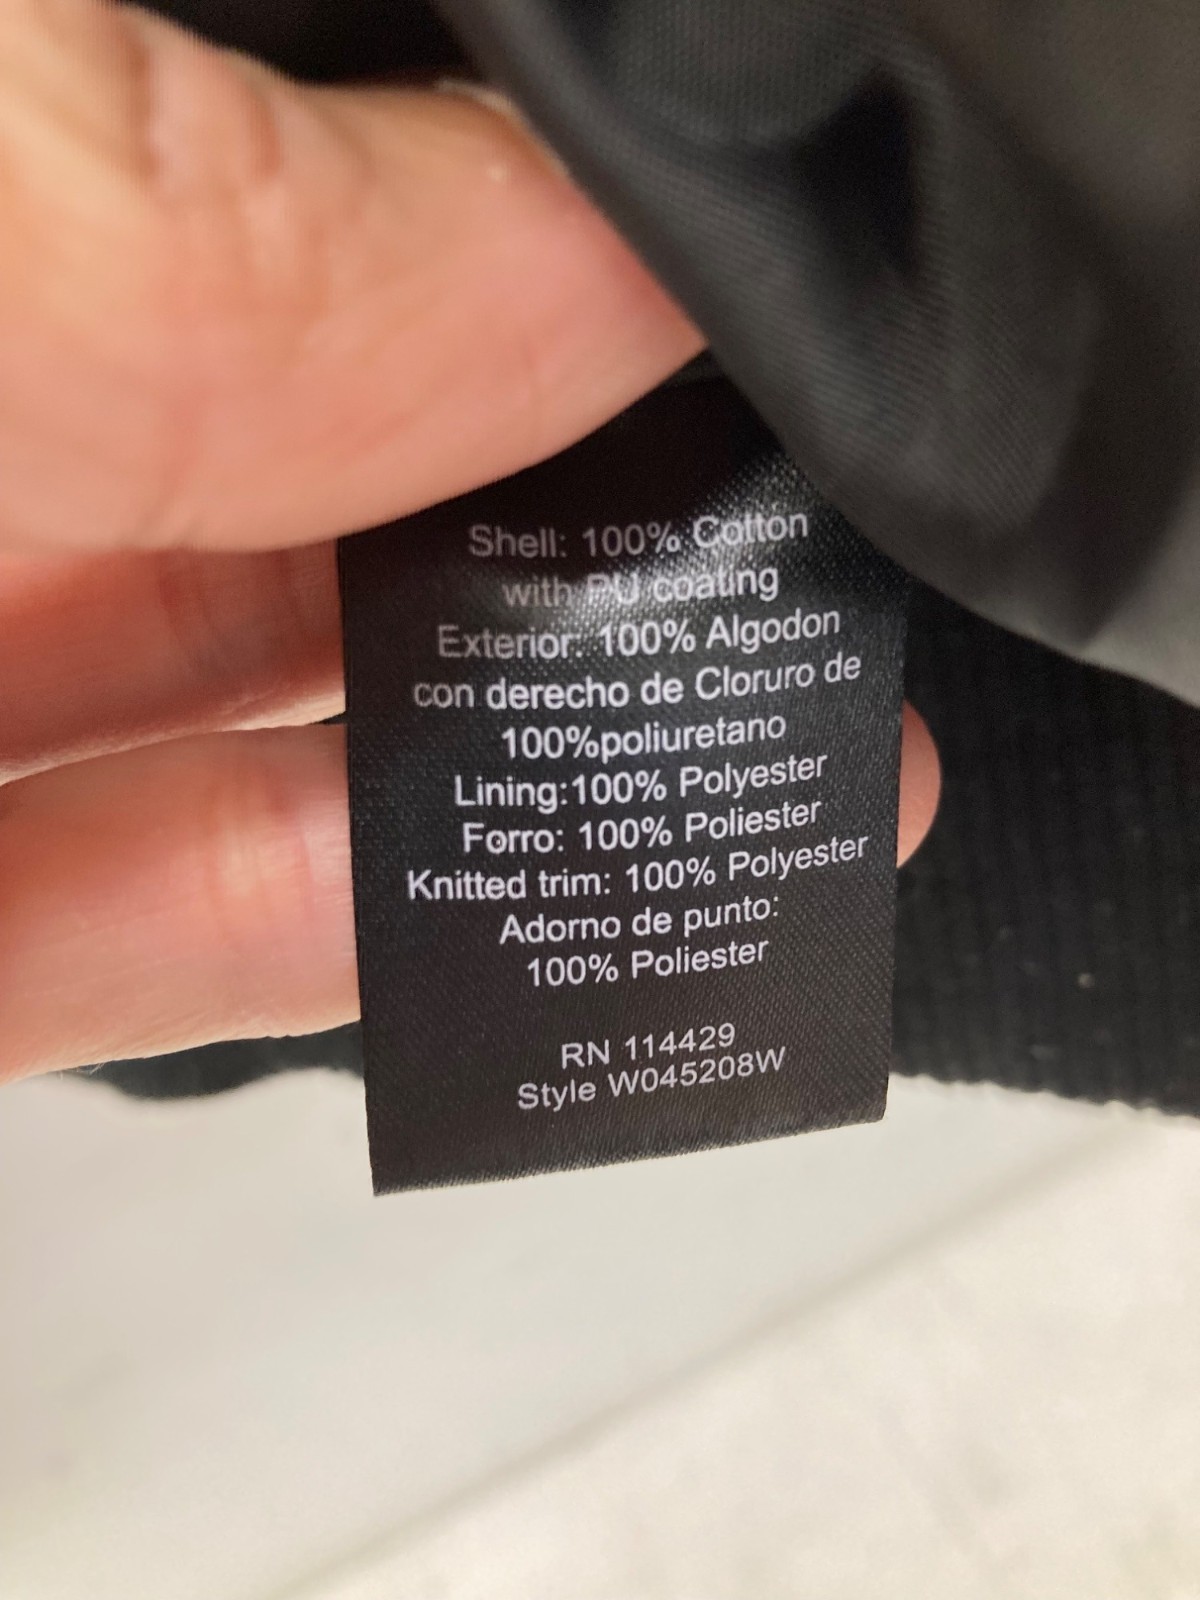 Shell: 100% Cotton
with PU coating
Exterior: 100% Algodon
con derecho de Cloruro de
100%poliuretano
Lining:100% Polyester
Forro: 100% Poliester
Knitted trim: 100% Polyester
Adorno de punto:
100% Poliester
RN 114429
Style W045208W